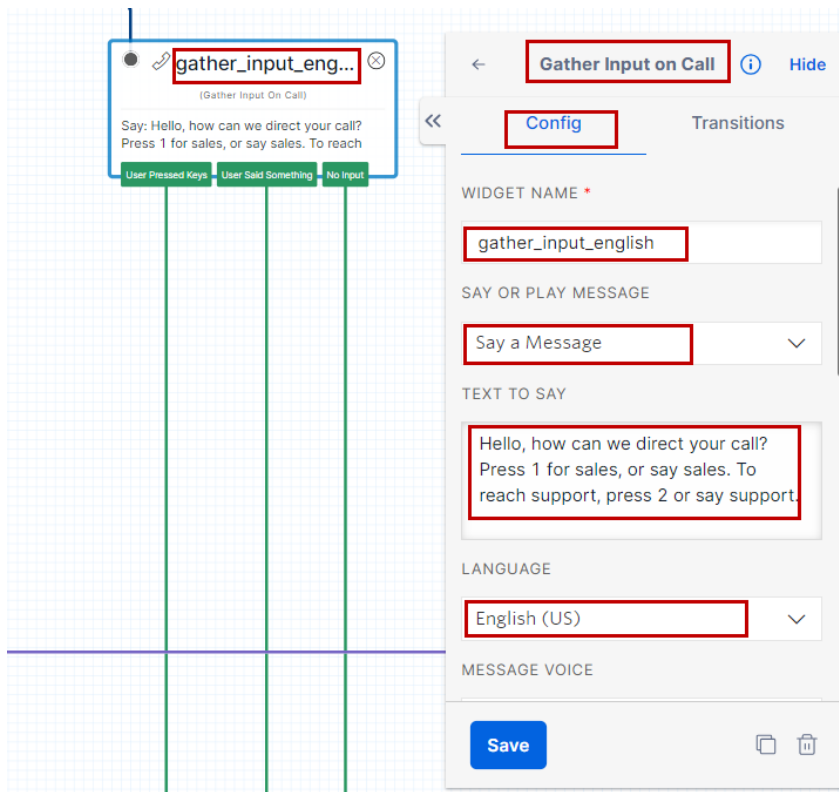 gather_input_eng...
(Gather Input On Call)
Say: Hello, how can we direct your call?
Press 1 for sales, or say sales. To reach
User Pressed Keys
User Said Something
No Input
Gather Input on Call
Hide
Config
Transitions
WIDGET NAME *
gather_input_english
SAY OR PLAY MESSAGE
Say a Message
TEXT TO SAY
Hello, how can we direct your call?
Press 1 for sales, or say sales. To
reach support, press 2 or say support.
LANGUAGE
English (US)
MESSAGE VOICE
Save